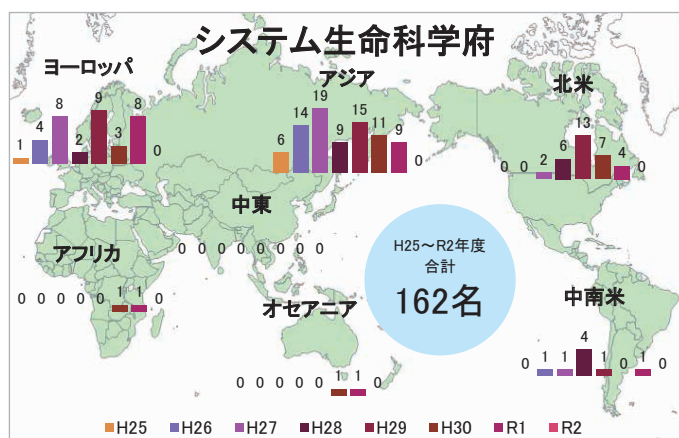 システム生命科学府
ヨーロッパ
1 4 8 2 9 3 8 0
アジア
6 14 19 9 15 11 9 0
北米
0 0 2 6 13 7 4 0
中東
0 0 0 0 0 0 0 0
アフリカ
0 0 0 0 0 1 1 0
H25～R2年度
合計
162名
オセアニア
0 0 0 0 0 1 1 0
中南米
0 1 1 4 1 0 1 0
H25 H26 H27 H28 H29 H30 R1 R2